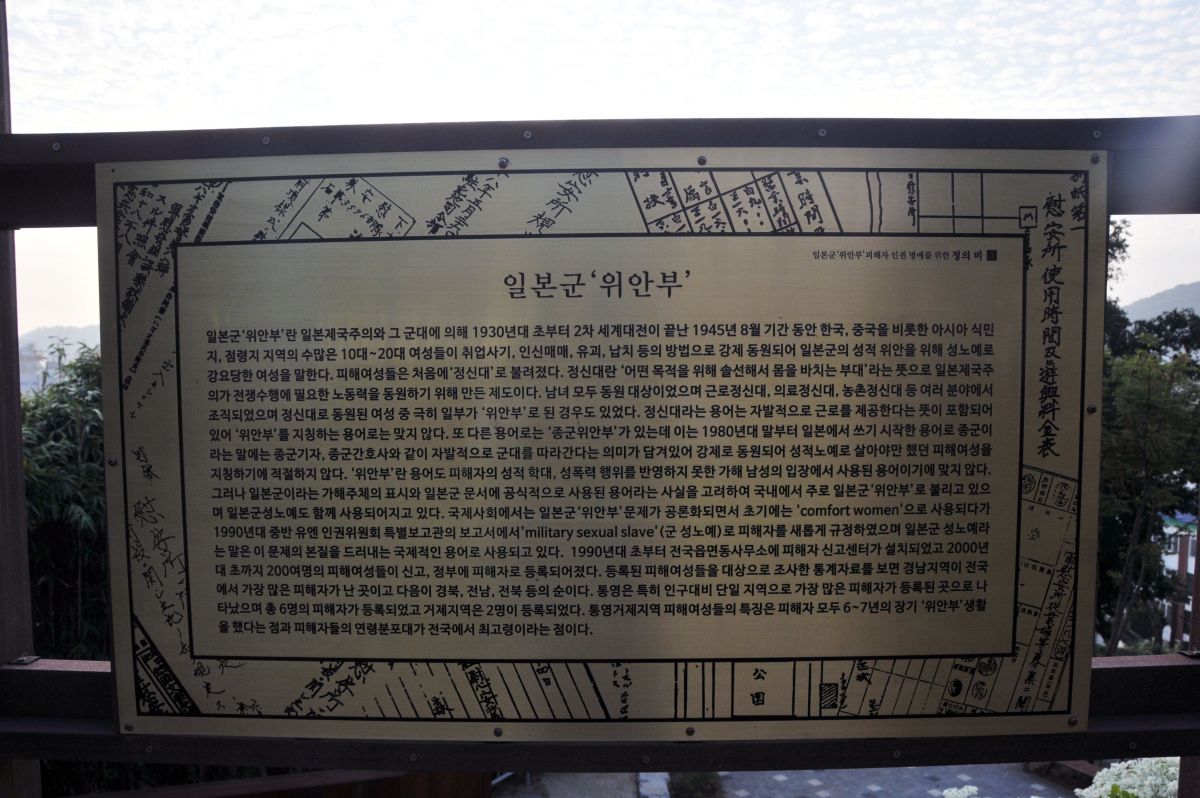 일본군'위안부'피해자 인권 명예를 위한 정의 비
일본군 '위안부'
일본군'위안부'란 일본제국주의와 그 군대에 의해 1930년대 초부터 2차 세계대전이 끝난 1945년 8월 기간 동안 한국, 중국을 비롯한 아시아 식민
지, 점령지 지역의 수많은 10대~20대 여성들이 취업사기, 인신매매, 유괴, 납치 등의 방법으로 강제 동원되어 일본군의 성적 위안을 위해 성노예로
강요당한 여성을 말한다. 피해여성들은 처음에'정신대'로 불려졌다. 정신대란 '어떤 목적을 위해 솔선해서 몸을 바치는 부대'라는 뜻으로 일본제국주
의가 전쟁수행에 필요한 노동력을 동원하기 위해 만든 제도이다. 남녀 모두 동원 대상이었으며 근로정신대, 의료정신대, 농촌정신대 등 여러 분야에서
조직되었으며 정신대로 동원된 여성 중 극히 일부가 '위안부'로 된 경우도 있었다. 정신대라는 용어는 자발적으로 근로를 제공한다는 뜻이 포함되어
있어 '위안부'를 지칭하는 용어로는 맞지 않다. 또 다른 용어로는 '종군위안부'가 있는데 이는 1980년대 말부터 일본에서 쓰기 시작한 용어로 종군이
라는 말에는 종군기자, 종군간호사와 같이 자발적으로 군대를 따라간다는 의미가 담겨있어 강제로 동원되어 성적노예로 살아야만 했던 피해여성을
지칭하기에 적절하지 않다. '위안부'란 용어도 피해자의 성적 학대, 성폭력 행위를 반영하지 못한 가해 남성의 입장에서 사용된 용어이기에 맞지 않다.
그러나 일본군이라는 가해주체의 표시와 일본군 문서에 공식적으로 사용된 용어라는 사실을 고려하여 국내에서 주로 일본군'위안부'로 불리고 있으
며 일본군성노예도 함께 사용되어지고 있다. 국제사회에서는 일본군'위안부'문제가 공론화되면서 초기에는 'comfort women'으로 사용되다가
1990년대 중반 유엔 인권위원회 특별보고관의 보고서에서'military sexual slave'(군 성노예)로 피해자를 새롭게 규정하였으며 일본군 성노예라
는 말은 이 문제의 본질을 드러내는 국제적인 용어로 사용되고 있다. 1990년대 초부터 전국읍면동사무소에 피해자 신고센터가 설치되었고 2000년
대 초까지 200여명의 피해여성들이 신고, 정부에 피해자로 등록되어졌다. 등록된 피해여성들을 대상으로 조사한 통계자료를 보면 경남지역이 전국
에서 가장 많은 피해자가 난 곳이고 다음이 경북, 전남, 전북 등의 순이다. 통영은 특히 인구대비 단일 지역으로 가장 많은 피해자가 등록된 곳으로 나
타났으며 총 6명의 피해자가 등록되었고 거제지역은 2명이 등록되었다. 통영거제지역 피해여성들의 특징은 피해자 모두 6~7년의 장기 '위안부'생활
을 했다는 점과 피해자들의 연령분포대가 전국에서 최고령이라는 점이다.
慰安所使用時間及遊興料金表
公園